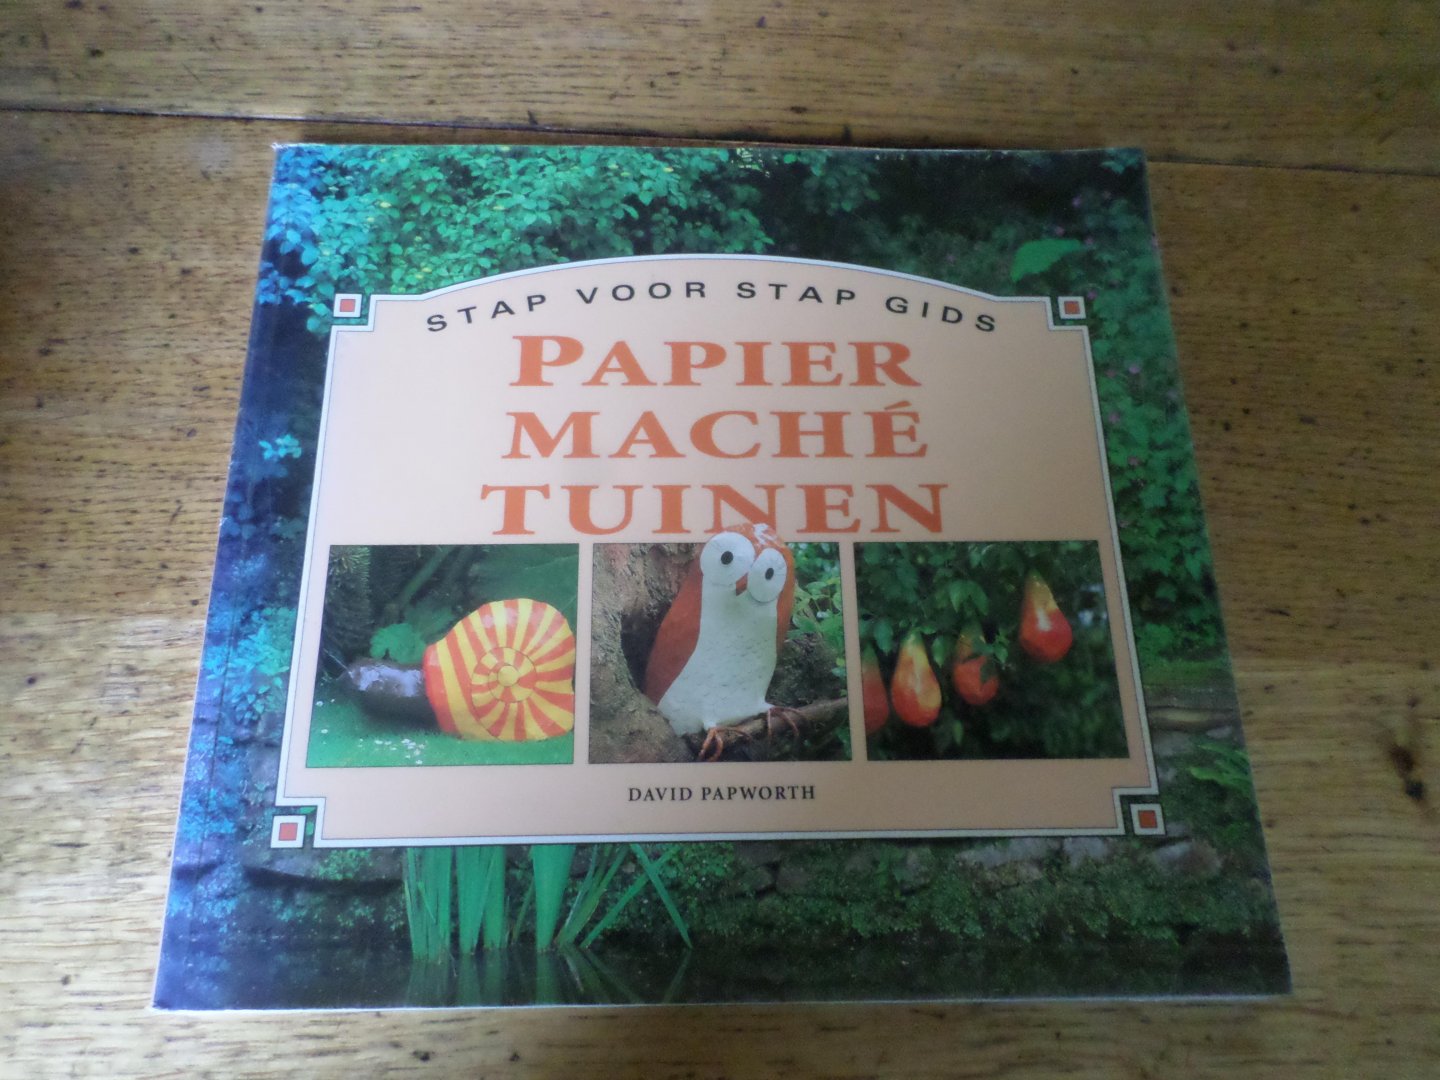 STAP VOOR STAP GIDS
PAPIER
MACHÉ
TUINEN
DAVID PAPWORTH